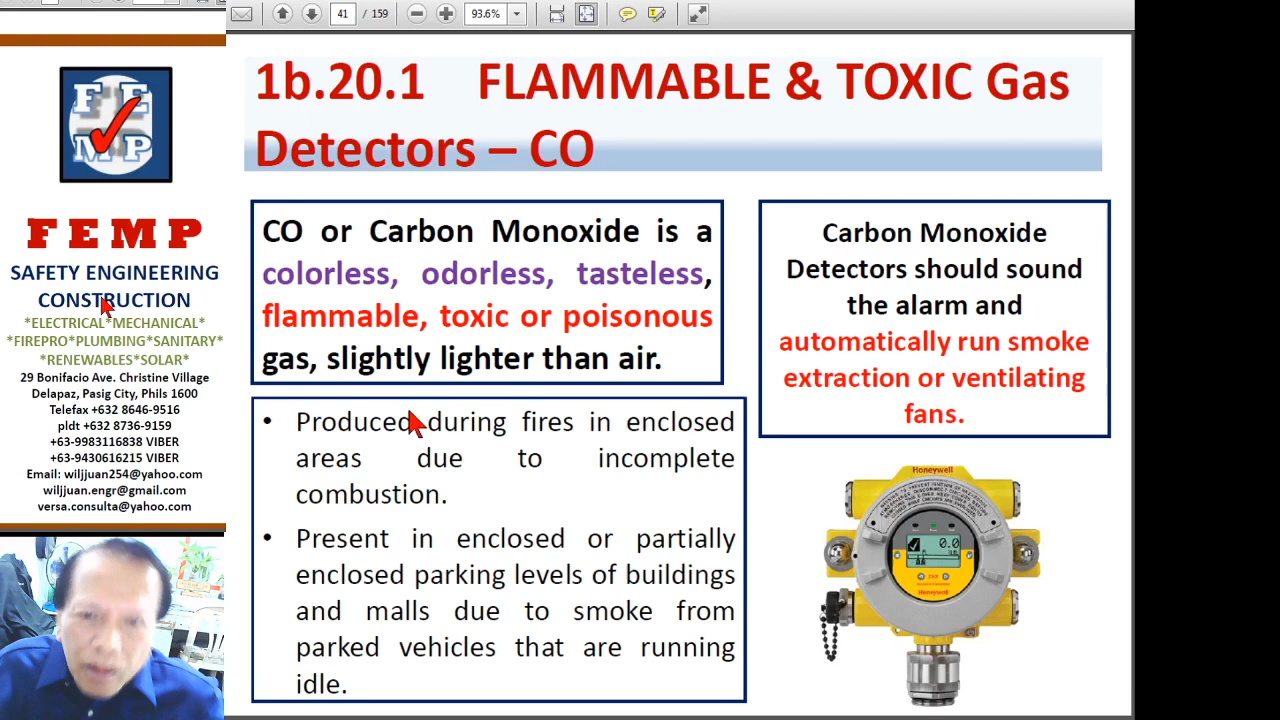 41 / 159
93.6%
1b.20.1 FLAMMABLE & TOXIC Gas
Detectors – CO
F E
M P
F E M P
SAFETY ENGINEERING
CONSTRUCTION
*ELECTRICAL*MECHANICAL*
*FIREPRO*PLUMBING*SANITARY*
*RENEWABLES*SOLAR*
29 Bonifacio Ave. Christine Village
Delapaz, Pasig City, Phils 1600
Telefax +632 8646-9516
pldt +632 8736-9159
+63-9983116838 VIBER
+63-9430616215 VIBER
Email: wiljjuan254@yahoo.com
wiljjuan.engr@gmail.com
versa.consulta@yahoo.com
CO or Carbon Monoxide is a
colorless, odorless, tasteless,
flammable, toxic or poisonous
gas, slightly lighter than air.
• Produced during fires in enclosed
areas due to incomplete
combustion.
• Present in enclosed or partially
enclosed parking levels of buildings
and malls due to smoke from
parked vehicles that are running
idle.
Carbon Monoxide
Detectors should sound
the alarm and
automatically run smoke
extraction or ventilating
fans.
Honeywell
0.0
Honeywell